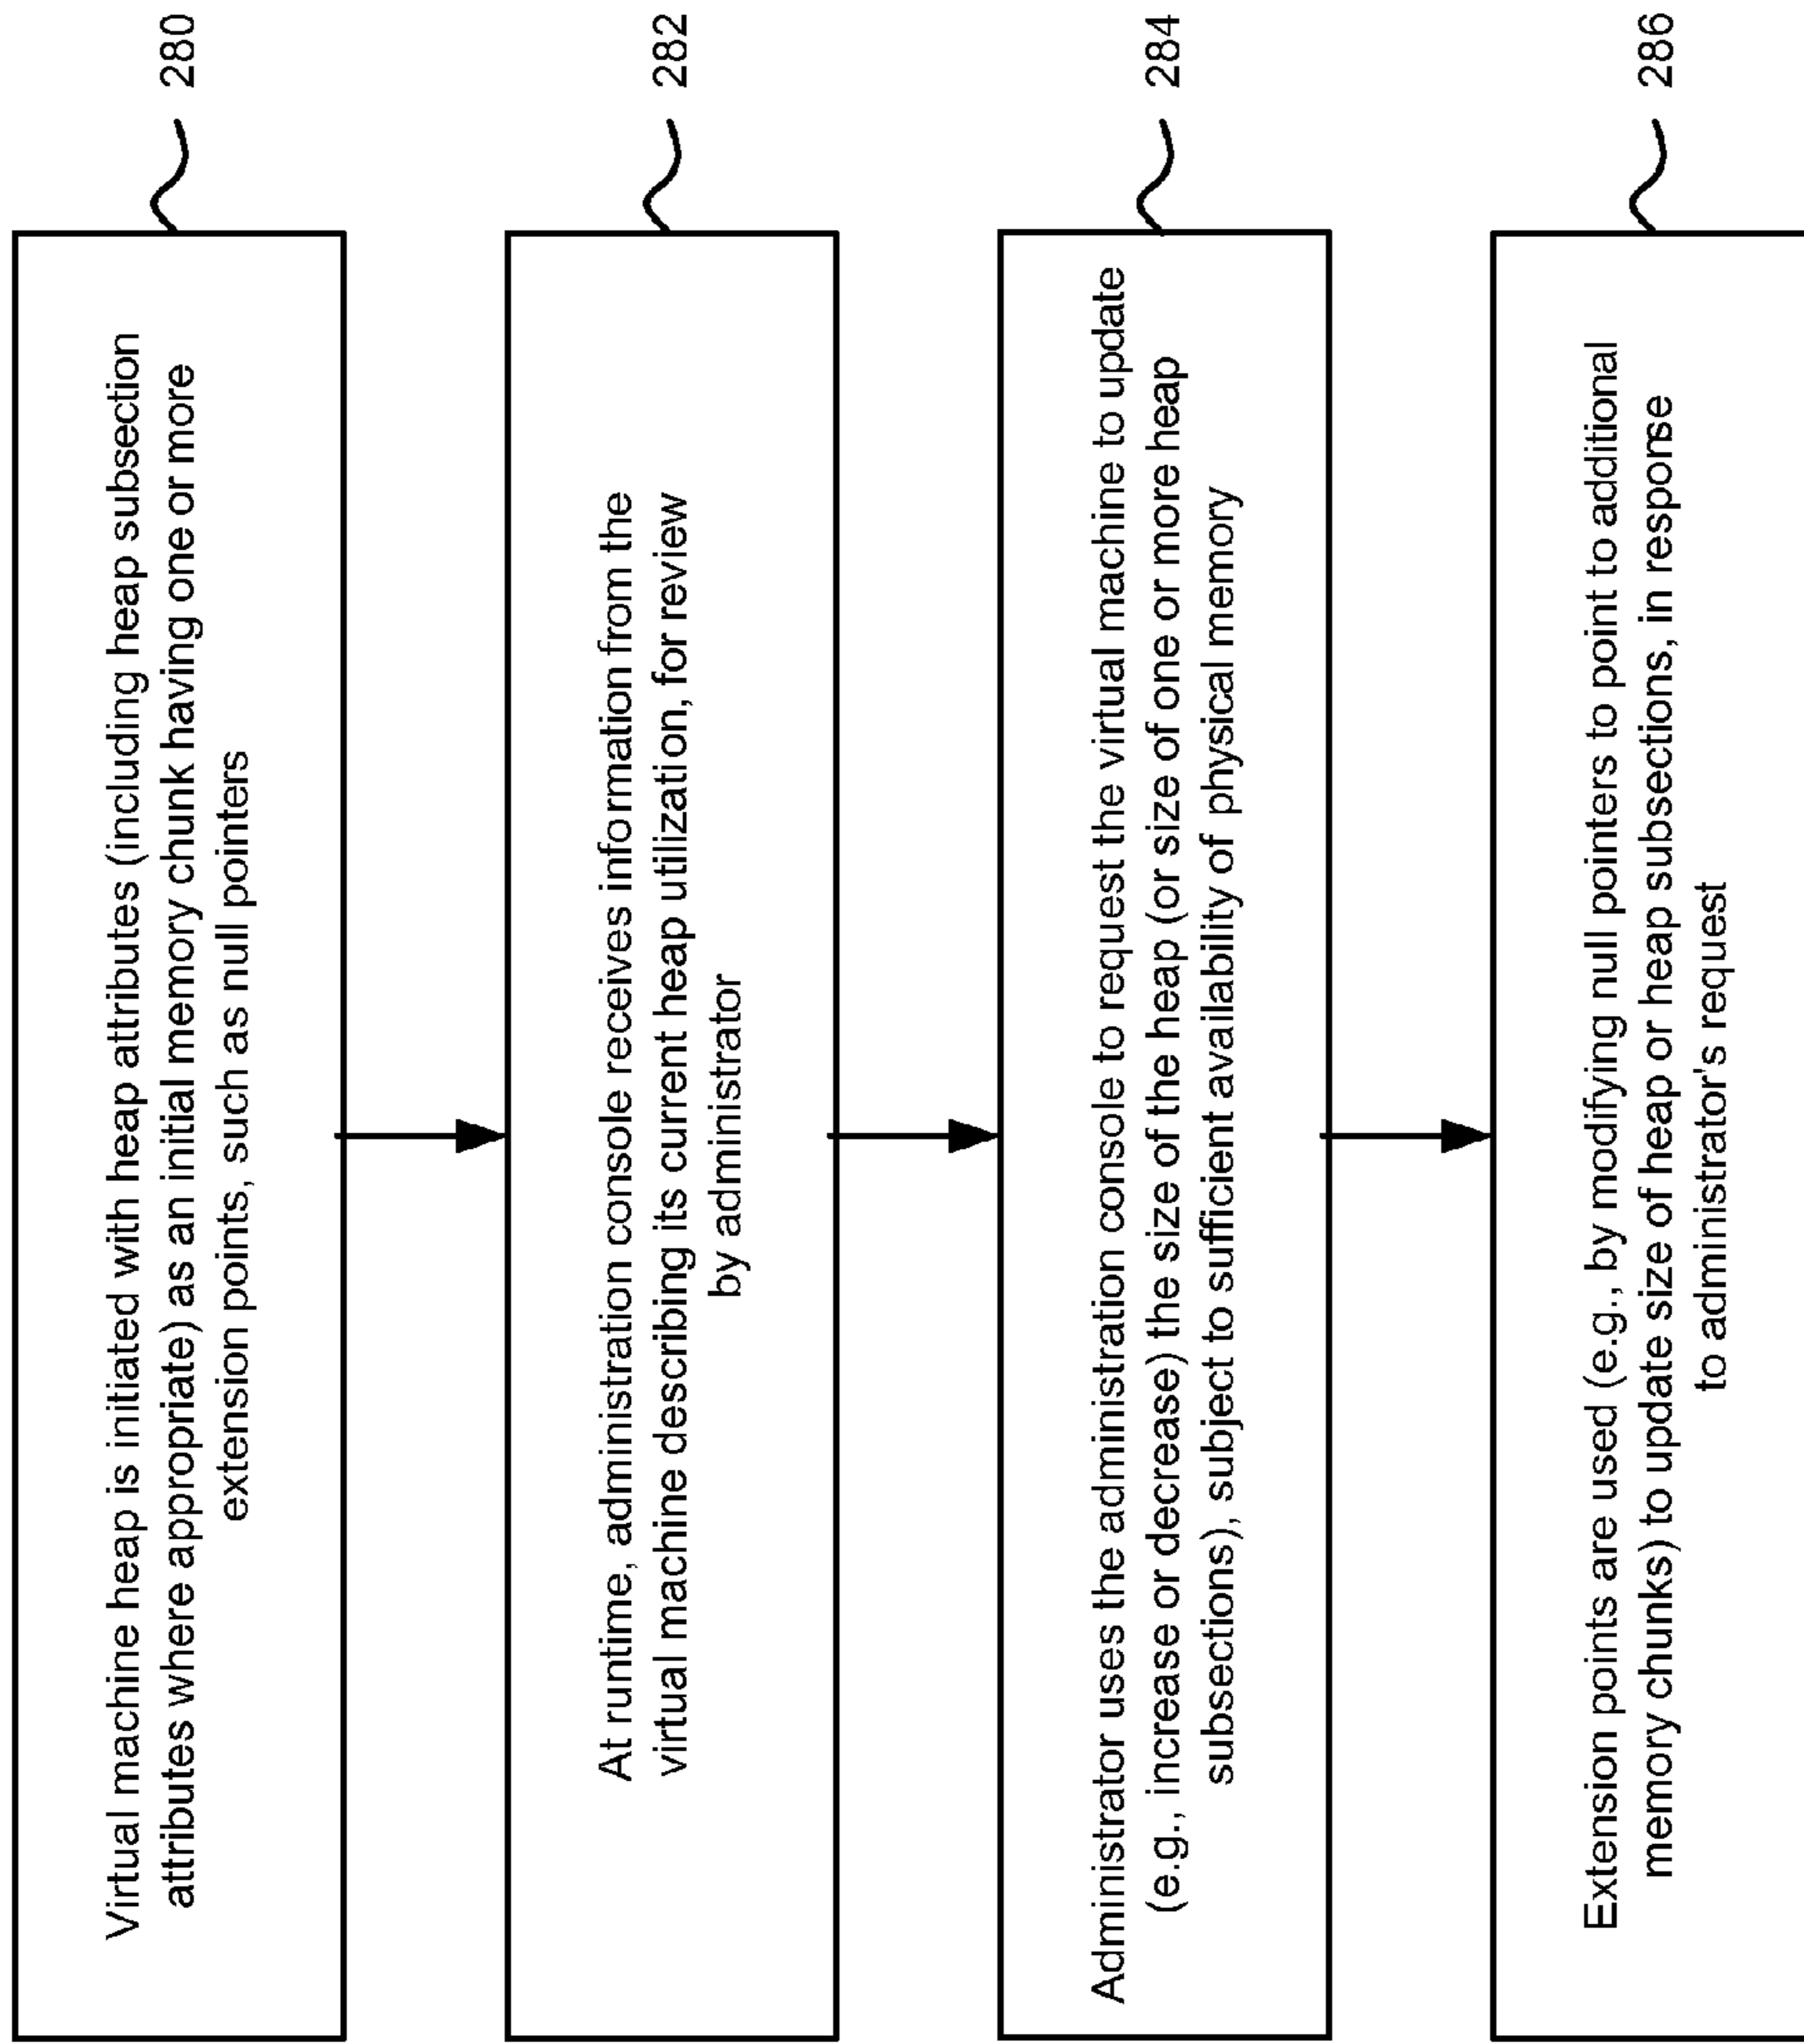 Virtual machine heap is initiated with heap attributes (including heap subsection
attributes where appropriate) as an initial memory chunk having one or more
extension points, such as null pointers
280
At runtime, administration console receives information from the
virtual machine describing its current heap utilization, for review
by administrator
282
Administrator uses the administration console to request the virtual machine to update
(e.g., increase or decrease) the size of the heap (or size of one or more heap
subsections), subject to sufficient availability of physical memory
284
Extension points are used (e.g., by modifying null pointers to point to additional
memory chunks) to update size of heap or heap subsections, in response
to administrator's request
286